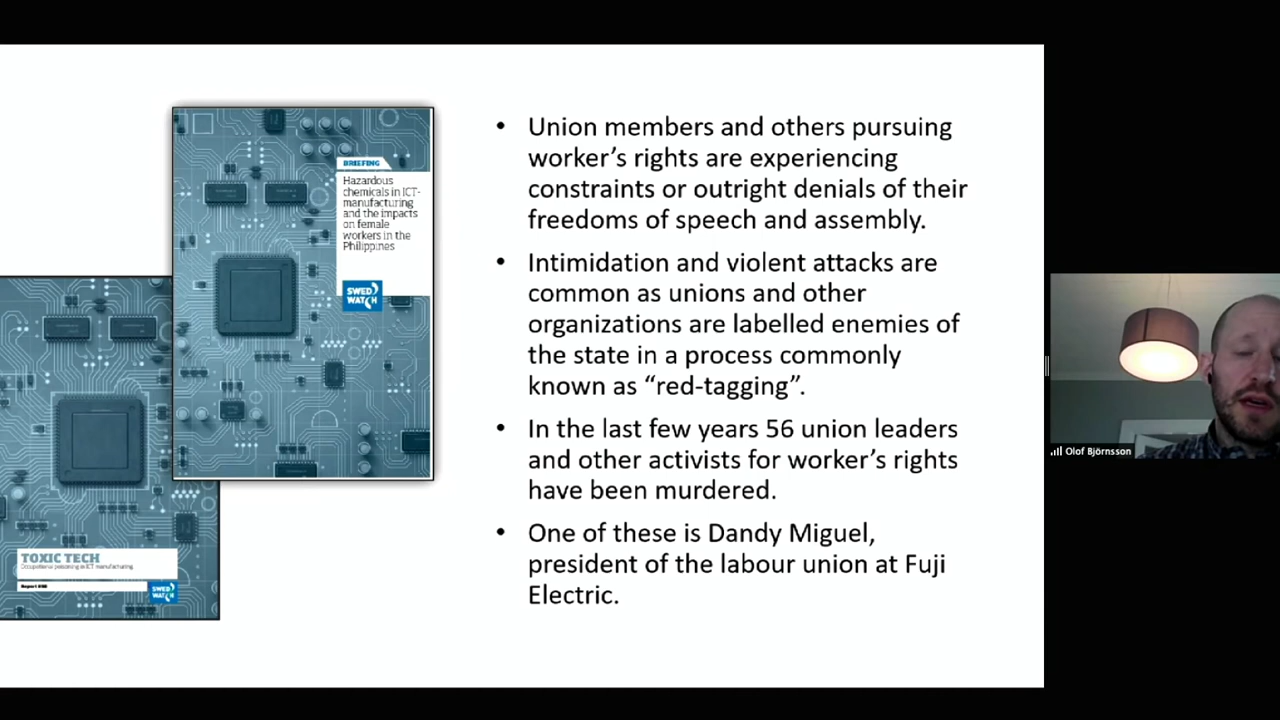 BRIEFING
Hazardous
chemicals in ICT-
manufacturing
and the impacts
on female
workers in the
Philippines
SWED
WATCH
TOXIC TECH
Occupational poisoning in ICT manufacturing
SWED
WATCH
• Union members and others pursuing
worker’s rights are experiencing
constraints or outright denials of their
freedoms of speech and assembly.
• Intimidation and violent attacks are
common as unions and other
organizations are labelled enemies of
the state in a process commonly
known as “red-tagging”.
• In the last few years 56 union leaders
and other activists for worker’s rights
have been murdered.
• One of these is Dandy Miguel,
president of the labour union at Fuji
Electric.
Olof Björnsson